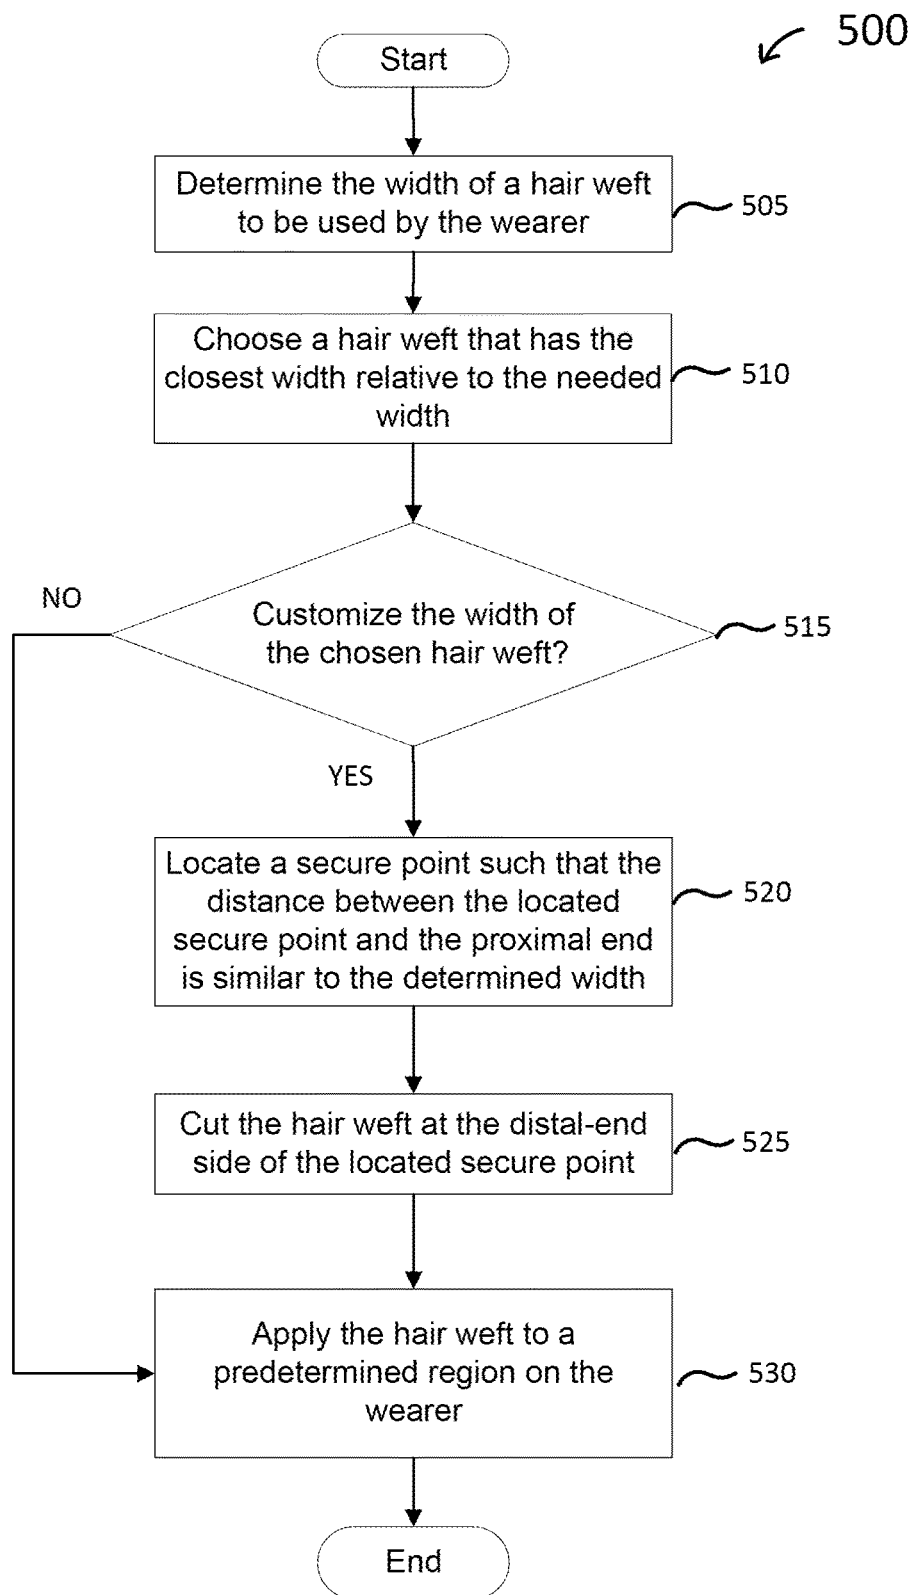 500
Start
Determine the width of a hair weft
to be used by the wearer
505
Choose a hair weft that has the
closest width relative to the needed
width
510
NO
Customize the width of
the chosen hair weft?
515
YES
Locate a secure point such that the
distance between the located
secure point and the proximal end
is similar to the determined width
520
Cut the hair weft at the distal-end
side of the located secure point
525
Apply the hair weft to a
predetermined region on the
wearer
530
End